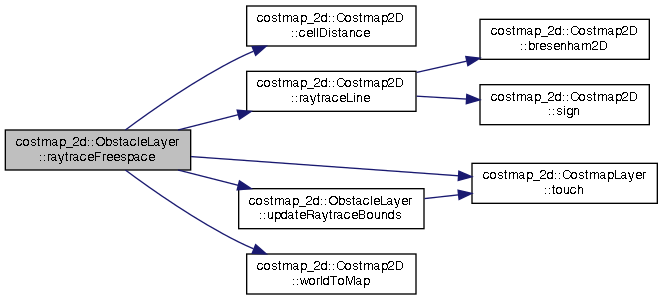 costmap_2d::ObstacleLayer
::raytraceFreespace
costmap_2d::Costmap2D
::cellDistance
costmap_2d::Costmap2D
::raytraceLine
costmap_2d::ObstacleLayer
::updateRaytraceBounds
costmap_2d::Costmap2D
::worldToMap
costmap_2d::Costmap2D
::bresenham2D
costmap_2d::Costmap2D
::sign
costmap_2d::CostmapLayer
::touch